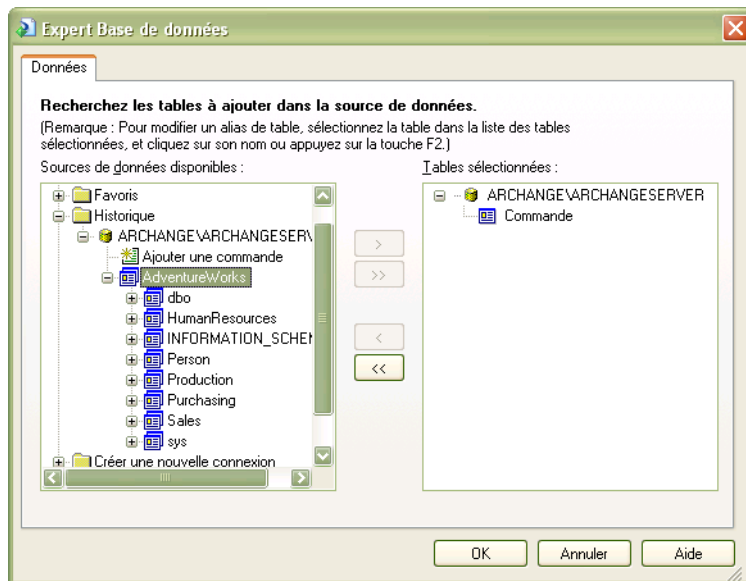 Expert Base de données
Données
Recherchez les tables à ajouter dans la source de données.
(Remarque : Pour modifier un alias de table, sélectionnez la table dans la liste des tables
sélectionnées, et cliquez sur son nom ou appuyez sur la touche F2.)
Sources de données disponibles :
Favoris
Historique
ARCHANGE\ARCHANGESER\
Ajouter une commande
AdventureWorks
dbo
HumanResources
INFORMATION_SCHEM
Person
Production
Purchasing
Sales
sys
Créer une nouvelle connexion
>
>>
<
<<
Tables sélectionnées :
ARCHANGE\ARCHANGESERVER
Commande
OK
Annuler
Aide